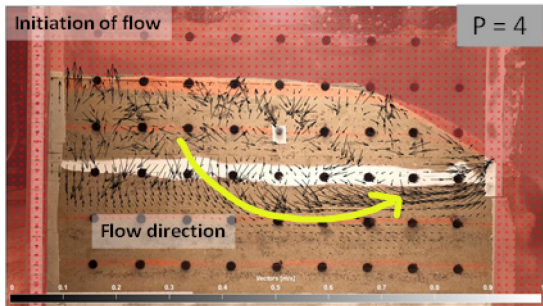 Initiation of flow
P = 4
Flow direction
Vectors [m/s]
0 0.1 0.2 0.3 0.4 0.5 0.6 0.7 0.8 0.9 1